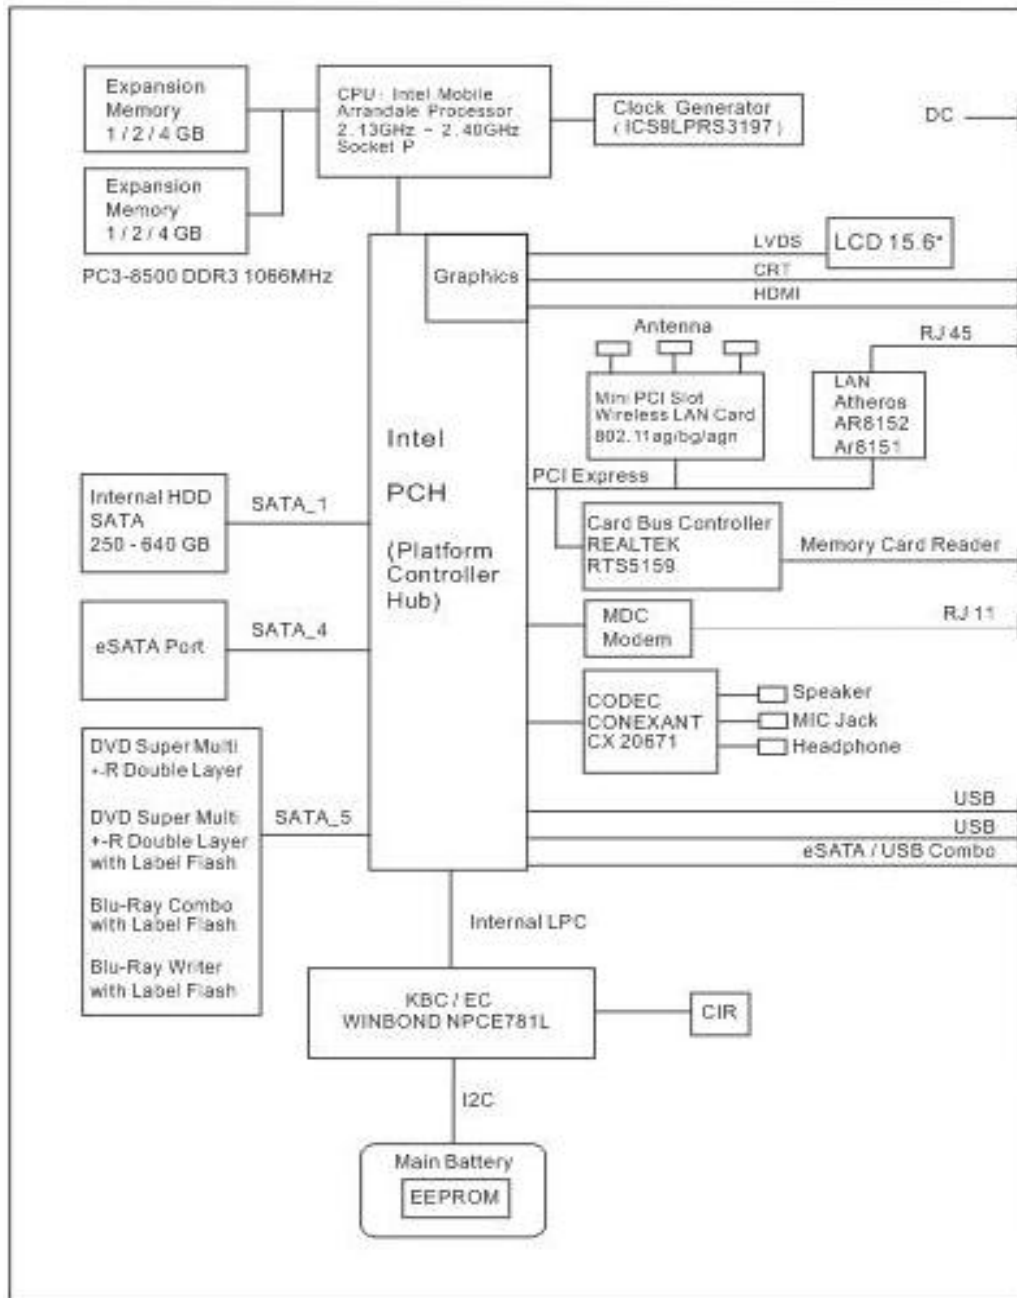 Expansion
Memory
1 / 2 / 4 GB
CPU : Intel Mobile
Arrandale Processor
2.13GHz ~ 2.40GHz
Socket P
Clock Generator
( ICS9LPRS3197 )
DC
Expansion
Memory
1 / 2 / 4 GB
PC3-8500 DDR3 1066MHz
Graphics
LVDS
LCD 15.6"
CRT
HDMI
Antenna
RJ 45
Mini PCI Slot
Wireless LAN Card
802.11ag/bg/agn
LAN
Atheros
AR8152
Ar8151
Intel
PCH
(Platform
Controller
Hub)
PCI Express
Internal HDD
SATA
250 - 640 GB
SATA_1
Card Bus Controller
REALTEK
RTS5159
Memory Card Reader
eSATA Port
SATA_4
MDC
Modem
RJ 11
CODEC
CONEXANT
CX 20671
Speaker
MIC Jack
Headphone
DVD Super Multi
+-R Double Layer
DVD Super Multi
+-R Double Layer
with Label Flash
Blu-Ray Combo
with Label Flash
Blu-Ray Writer
with Label Flash
SATA_5
USB
USB
eSATA / USB Combo
Internal LPC
KBC / EC
WINBOND NPCE781L
CIR
I2C
Main Battery
EEPROM